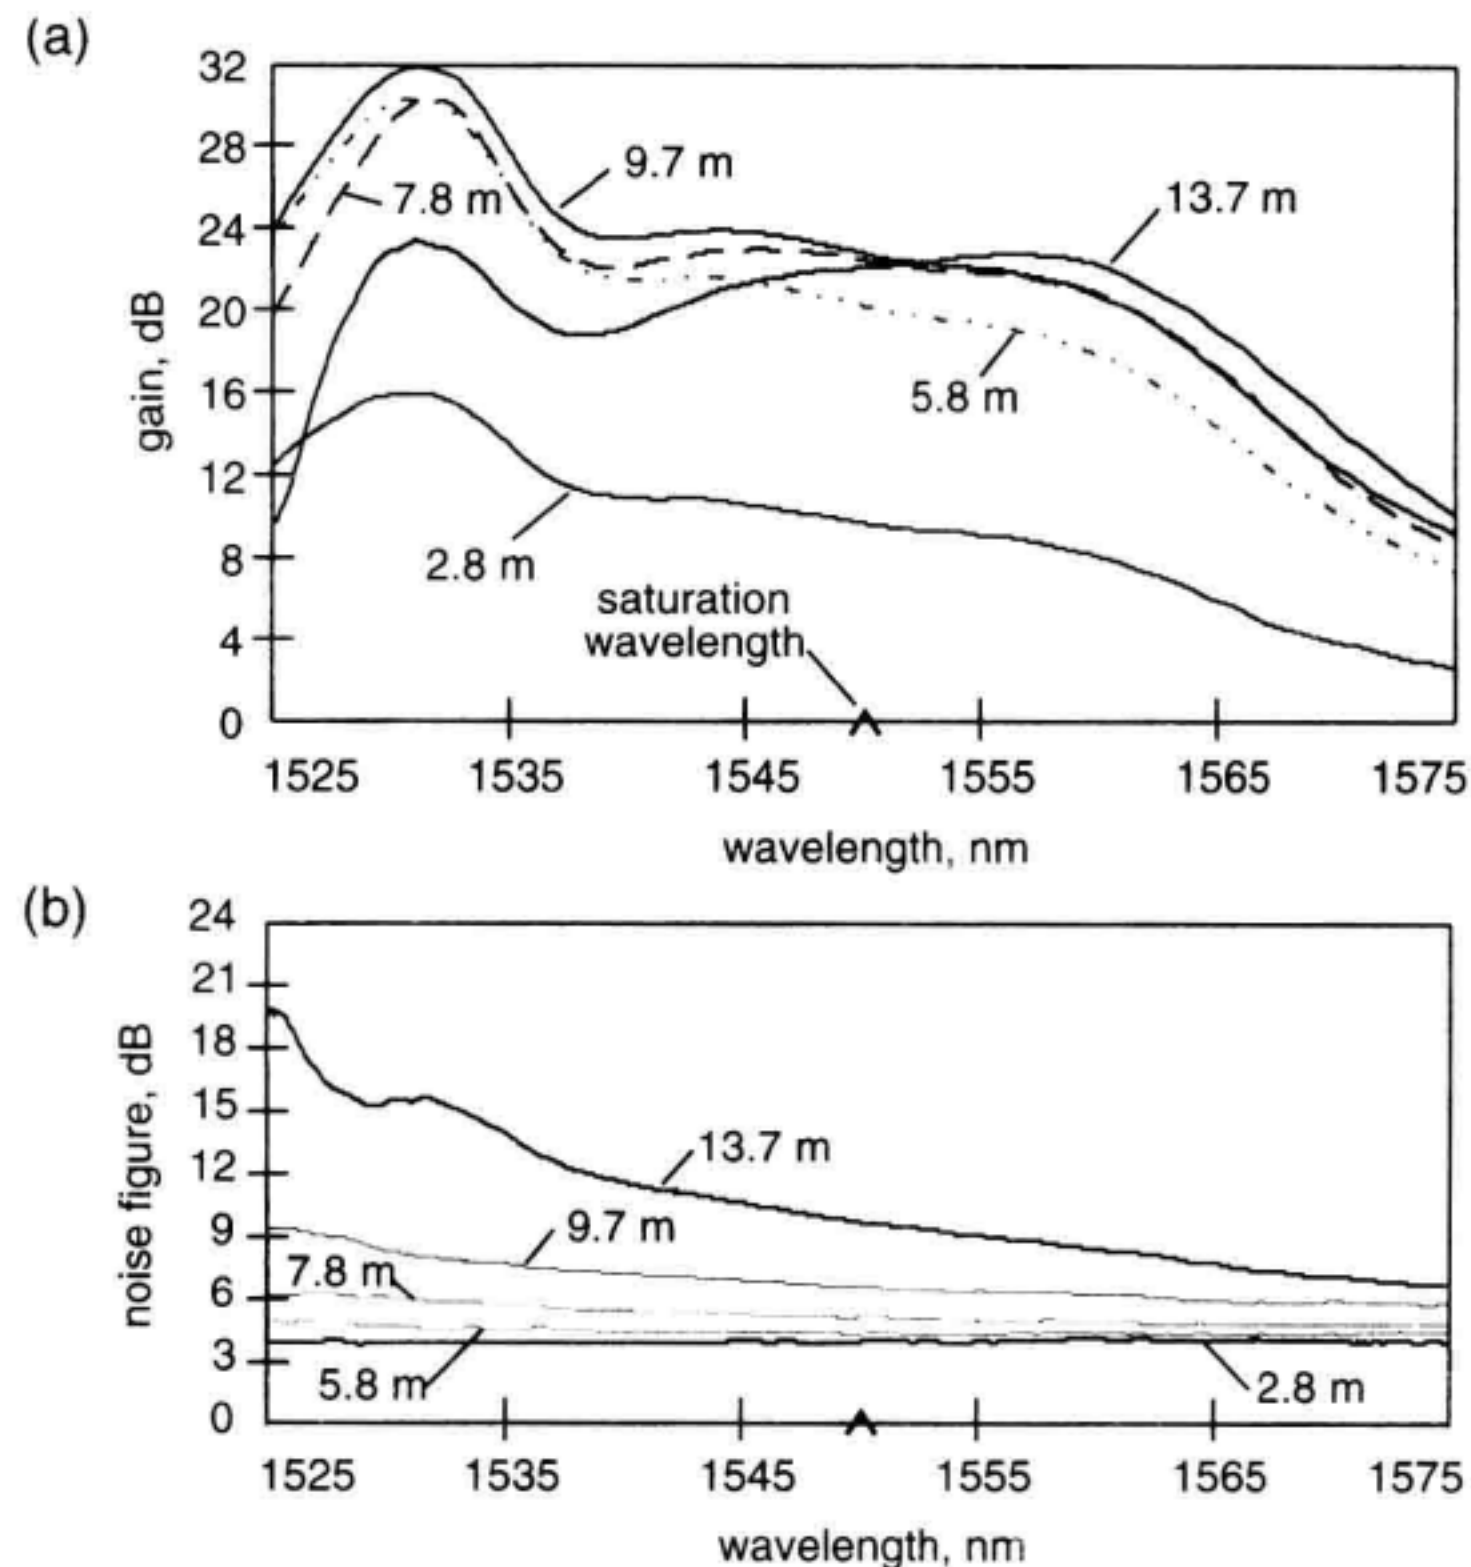 (a)
32
28
24
20
16
12
8
4
0
gain, dB
9.7 m
13.7 m
7.8 m
5.8 m
2.8 m
saturation
wavelength
1525 1535 1545 1555 1565 1575
wavelength, nm
(b)
24
21
18
15
12
9
6
3
0
noise figure, dB
13.7 m
9.7 m
7.8 m
5.8 m
2.8 m
1525 1535 1545 1555 1565 1575
wavelength, nm